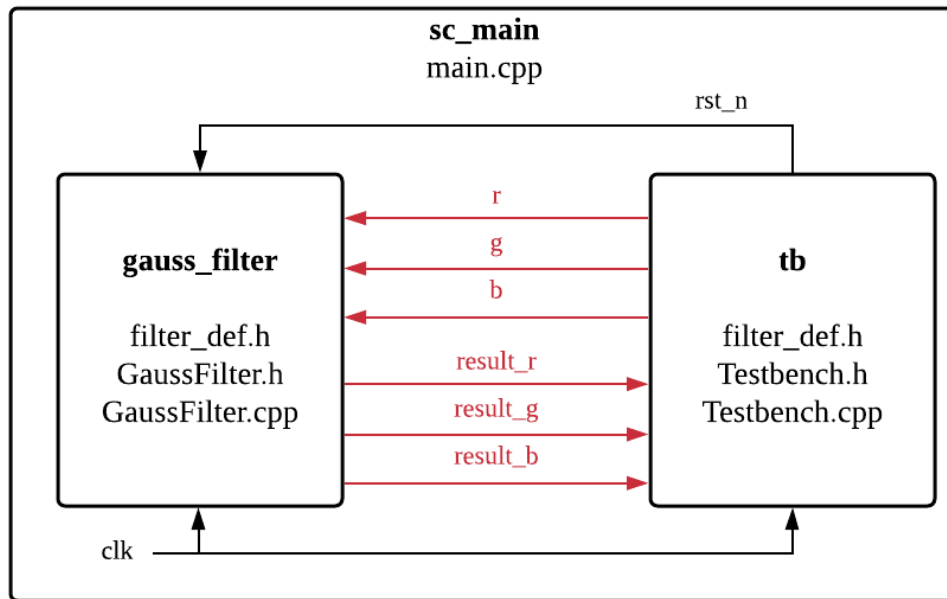 sc_main
main.cpp
rst_n
r
g
b
gauss_filter
filter_def.h
GaussFilter.h
GaussFilter.cpp
result_r
result_g
result_b
tb
filter_def.h
Testbench.h
Testbench.cpp
clk